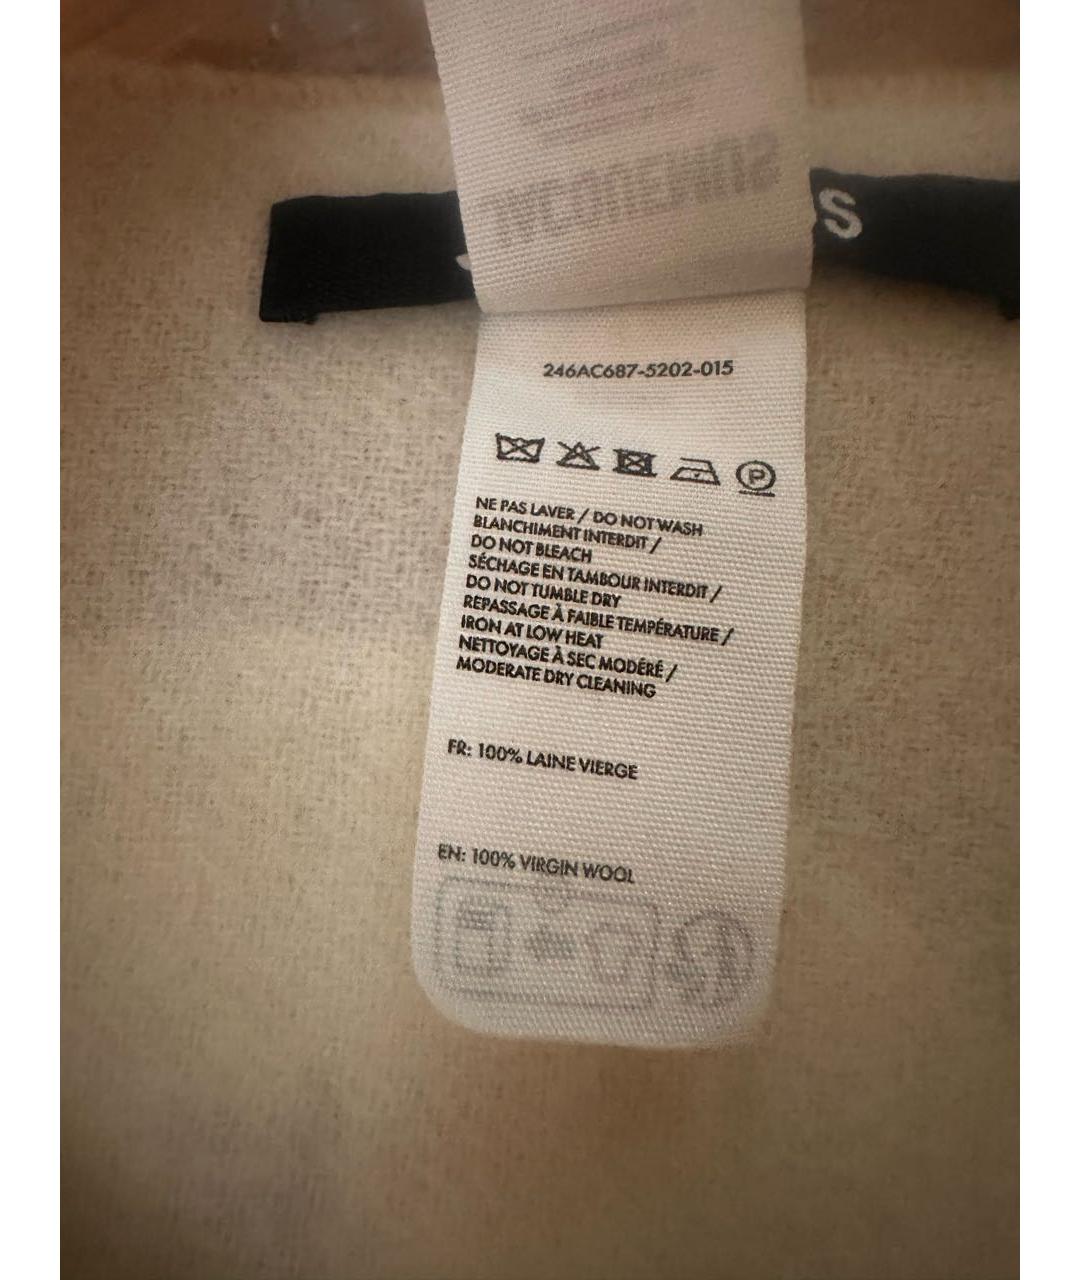 S
246AC687-5202-015
P
NE PAS LAVER / DO NOT WASH
BLANCHIMENT INTERDIT /
DO NOT BLEACH
SÉCHAGE EN TAMBOUR INTERDIT /
DO NOT TUMBLE DRY
REPASSAGE À FAIBLE TEMPÉRATURE /
IRON AT LOW HEAT
NETTOYAGE À SEC MODÉRÉ /
MODERATE DRY CLEANING
FR: 100% LAINE VIERGE
EN: 100% VIRGIN WOOL